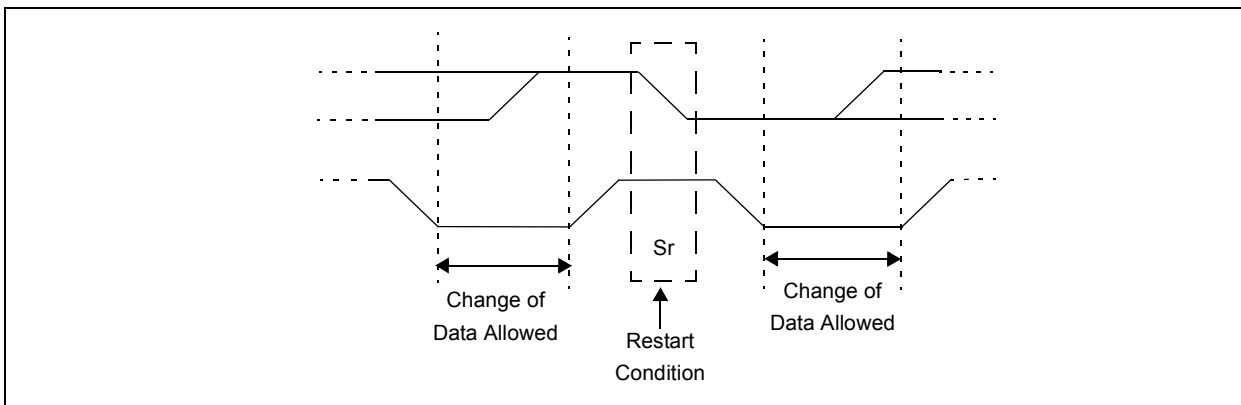 Sr
Change of
Data Allowed
Restart
Condition
Change of
Data Allowed